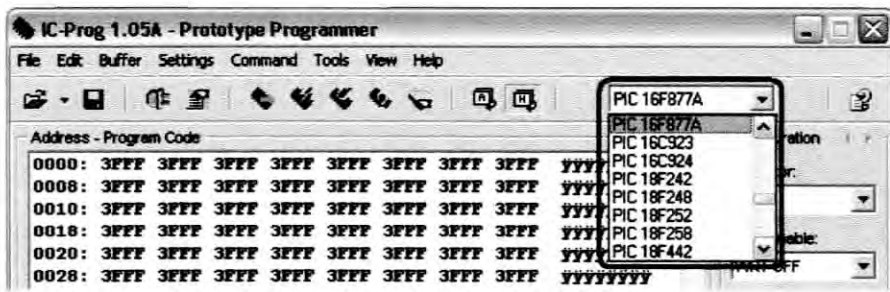 IC-Prog 1.05A - Prototype Programmer
File Edit Buffer Settings Command Tools View Help
PIC 16F877A
Address - Program Code
0000: 3FFF 3FFF 3FFF 3FFF 3FFF 3FFF 3FFF 3FFF
0008: 3FFF 3FFF 3FFF 3FFF 3FFF 3FFF 3FFF 3FFF
0010: 3FFF 3FFF 3FFF 3FFF 3FFF 3FFF 3FFF 3FFF
0018: 3FFF 3FFF 3FFF 3FFF 3FFF 3FFF 3FFF 3FFF
0020: 3FFF 3FFF 3FFF 3FFF 3FFF 3FFF 3FFF 3FFF
0028: 3FFF 3FFF 3FFF 3FFF 3FFF 3FFF 3FFF 3FFF ÿÿÿÿÿÿÿÿ
PIC 16F877A
PIC 16C923
PIC 16C924
PIC 18F242
PIC 18F248
PIC 18F252
PIC 18F258
PIC 18F442